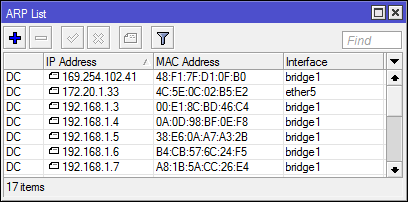 ARP List
Find
IP Address MAC Address Interface
DC 169.254.102.41 48:F1:7F:D1:0F:B0 bridge1
DC 172.20.1.33 4C:5E:0C:02:B5:E2 ether5
DC 192.168.1.3 00:E1:8C:BD:46:C4 bridge1
DC 192.168.1.4 0A:0D:98:BF:0E:F8 bridge1
DC 192.168.1.5 38:E6:0A:A7:A3:2B bridge1
DC 192.168.1.6 B4:CB:57:6C:24:F5 bridge1
DC 192.168.1.7 A8:1B:5A:CC:26:E4 bridge1
17 items